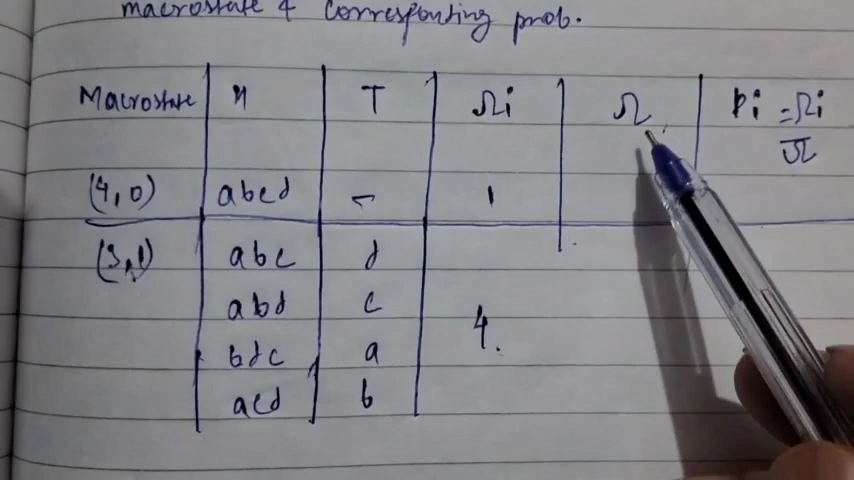 macrostate & corresponding prob.
Macrostate H T Ωi Ω Pi = Ωi
Ω
(4,0) abcd - 1
(3,1) abc d
abd c
4.
bdc a
acd b